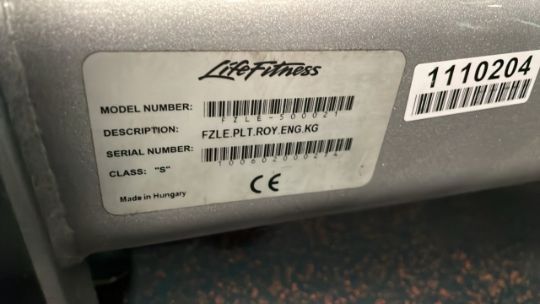 LifeFitness
1110204
MODEL NUMBER:
FZLE-500021
DESCRIPTION: FZLE.PLT.ROY.ENG.KG
SERIAL NUMBER:
100602000274
CLASS: "S"
CE
Made in Hungary